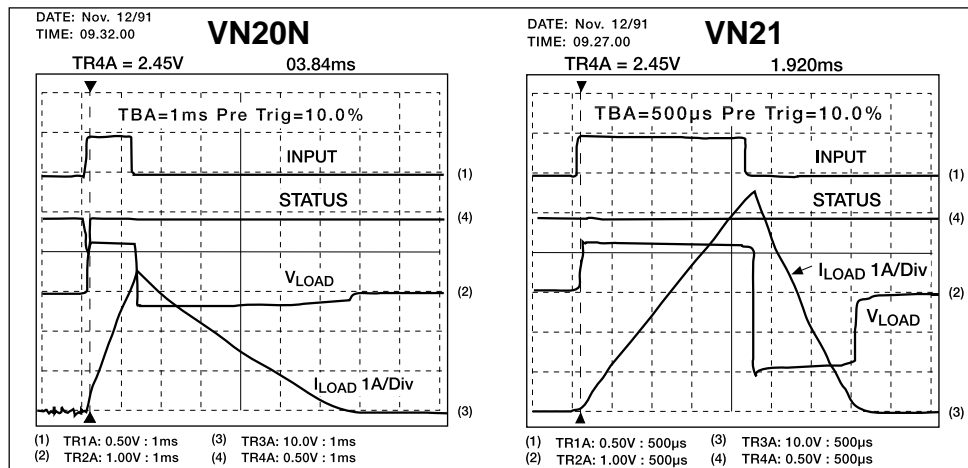 DATE: Nov. 12/91
TIME: 09.32.00
VN20N
TR4A = 2.45V 03.84ms
TBA=1ms Pre Trig=10.0%
INPUT
(1)
STATUS
(4)
VLOAD
(2)
ILOAD 1A/Div
(3)
(1) TR1A: 0.50V : 1ms (3) TR3A: 10.0V : 1ms
(2) TR2A: 1.00V : 1ms (4) TR4A: 0.50V : 1ms
DATE: Nov. 12/91
TIME: 09.27.00
VN21
TR4A = 2.45V 1.920ms
TBA=500µs Pre Trig=10.0%
INPUT
(1)
STATUS
(4)
ILOAD 1A/Div
(2)
VLOAD
(3)
(1) TR1A: 0.50V : 500µs (3) TR3A: 10.0V : 500µs
(2) TR2A: 1.00V : 500µs (4) TR4A: 0.50V : 500µs